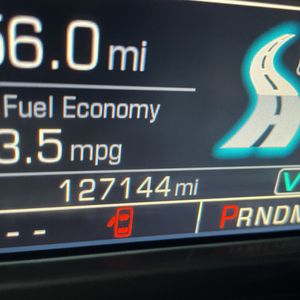 56.0 mi
Fuel Economy
3.5 mpg
127144 mi
V
-- PRNDM